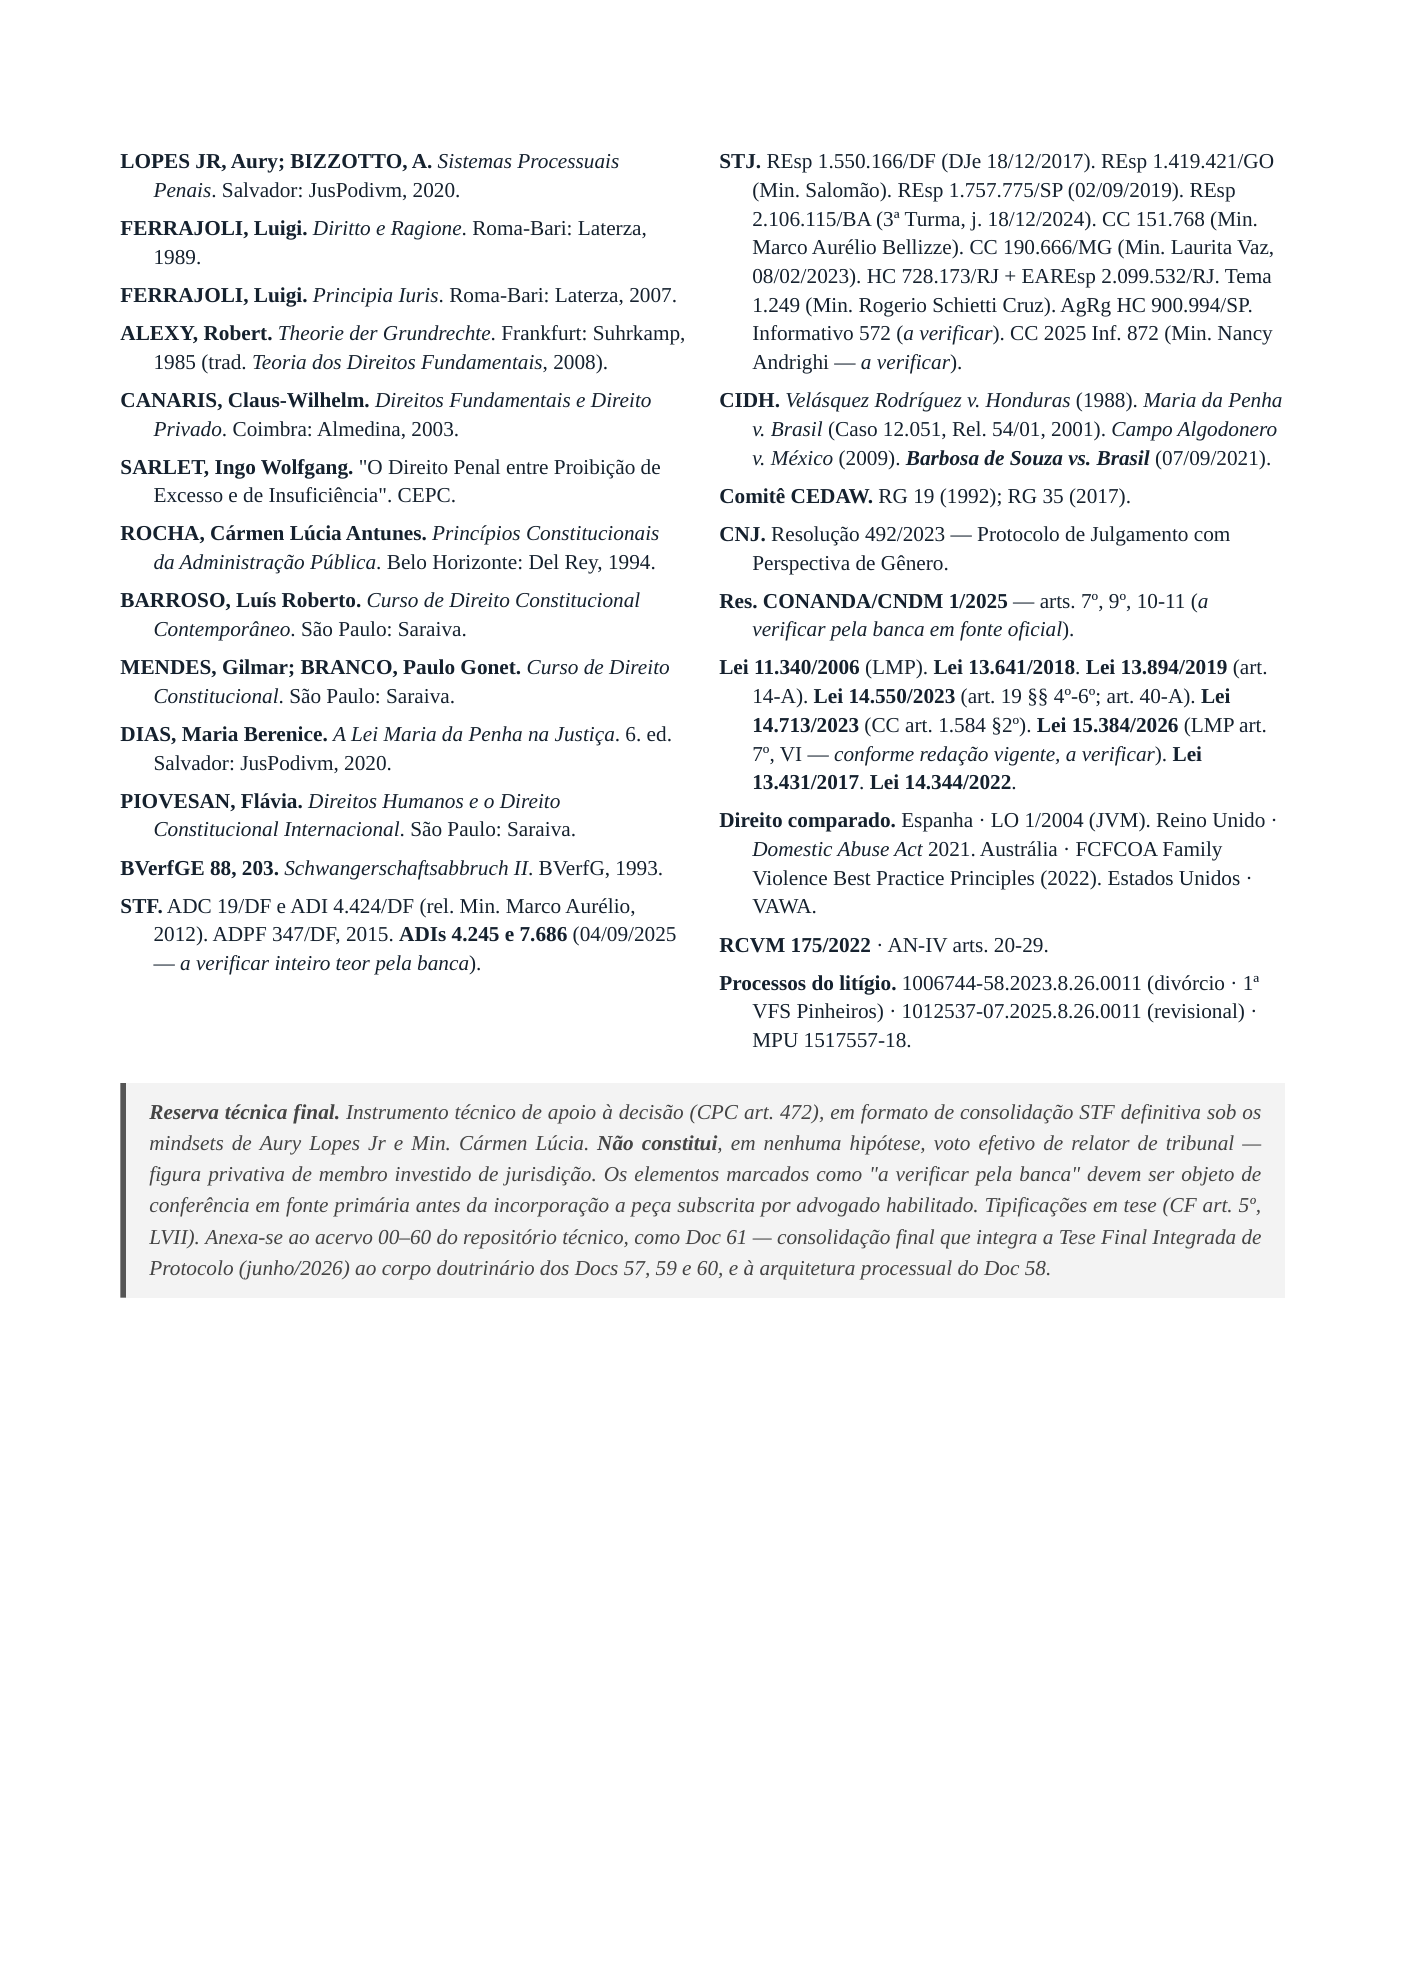 LOPES JR, Aury; BIZZOTTO, A. Sistemas Processuais
Penais. Salvador: JusPodivm, 2020.
FERRAJOLI, Luigi. Diritto e Ragione. Roma-Bari: Laterza,
1989.
FERRAJOLI, Luigi. Principia Iuris. Roma-Bari: Laterza, 2007.
ALEXY, Robert. Theorie der Grundrechte. Frankfurt: Suhrkamp,
1985 (trad. Teoria dos Direitos Fundamentais, 2008).
CANARIS, Claus-Wilhelm. Direitos Fundamentais e Direito
Privado. Coimbra: Almedina, 2003.
SARLET, Ingo Wolfgang. "O Direito Penal entre Proibição de
Excesso e de Insuficiência". CEPC.
ROCHA, Cármen Lúcia Antunes. Princípios Constitucionais
da Administração Pública. Belo Horizonte: Del Rey, 1994.
BARROSO, Luís Roberto. Curso de Direito Constitucional
Contemporâneo. São Paulo: Saraiva.
MENDES, Gilmar; BRANCO, Paulo Gonet. Curso de Direito
Constitucional. São Paulo: Saraiva.
DIAS, Maria Berenice. A Lei Maria da Penha na Justiça. 6. ed.
Salvador: JusPodivm, 2020.
PIOVESAN, Flávia. Direitos Humanos e o Direito
Constitucional Internacional. São Paulo: Saraiva.
BVerfGE 88, 203. Schwangerschaftsabbruch II. BVerfG, 1993.
STF. ADC 19/DF e ADI 4.424/DF (rel. Min. Marco Aurélio,
2012). ADPF 347/DF, 2015. ADIs 4.245 e 7.686 (04/09/2025
— a verificar inteiro teor pela banca).
STJ. REsp 1.550.166/DF (DJe 18/12/2017). REsp 1.419.421/GO
(Min. Salomão). REsp 1.757.775/SP (02/09/2019). REsp
2.106.115/BA (3ª Turma, j. 18/12/2024). CC 151.768 (Min.
Marco Aurélio Bellizze). CC 190.666/MG (Min. Laurita Vaz,
08/02/2023). HC 728.173/RJ + EAREsp 2.099.532/RJ. Tema
1.249 (Min. Rogerio Schietti Cruz). AgRg HC 900.994/SP.
Informativo 572 (a verificar). CC 2025 Inf. 872 (Min. Nancy
Andrighi — a verificar).
CIDH. Velásquez Rodríguez v. Honduras (1988). Maria da Penha
v. Brasil (Caso 12.051, Rel. 54/01, 2001). Campo Algodonero
v. México (2009). Barbosa de Souza vs. Brasil (07/09/2021).
Comitê CEDAW. RG 19 (1992); RG 35 (2017).
CNJ. Resolução 492/2023 — Protocolo de Julgamento com
Perspectiva de Gênero.
Res. CONANDA/CNDM 1/2025 — arts. 7º, 9º, 10-11 (a
verificar pela banca em fonte oficial).
Lei 11.340/2006 (LMP). Lei 13.641/2018. Lei 13.894/2019 (art.
14-A). Lei 14.550/2023 (art. 19 §§ 4º-6º; art. 40-A). Lei
14.713/2023 (CC art. 1.584 §2º). Lei 15.384/2026 (LMP art.
7º, VI — conforme redação vigente, a verificar). Lei
13.431/2017. Lei 14.344/2022.
Direito comparado. Espanha · LO 1/2004 (JVM). Reino Unido ·
Domestic Abuse Act 2021. Austrália · FCFCOA Family
Violence Best Practice Principles (2022). Estados Unidos ·
VAWA.
RCVM 175/2022 · AN-IV arts. 20-29.
Processos do litígio. 1006744-58.2023.8.26.0011 (divórcio · 1ª
VFS Pinheiros) · 1012537-07.2025.8.26.0011 (revisional) ·
MPU 1517557-18.
Reserva técnica final. Instrumento técnico de apoio à decisão (CPC art. 472), em formato de consolidação STF definitiva sob os
mindsets de Aury Lopes Jr e Min. Cármen Lúcia. Não constitui, em nenhuma hipótese, voto efetivo de relator de tribunal —
figura privativa de membro investido de jurisdição. Os elementos marcados como "a verificar pela banca" devem ser objeto de
conferência em fonte primária antes da incorporação a peça subscrita por advogado habilitado. Tipificações em tese (CF art. 5º,
LVII). Anexa-se ao acervo 00–60 do repositório técnico, como Doc 61 — consolidação final que integra a Tese Final Integrada de
Protocolo (junho/2026) ao corpo doutrinário dos Docs 57, 59 e 60, e à arquitetura processual do Doc 58.